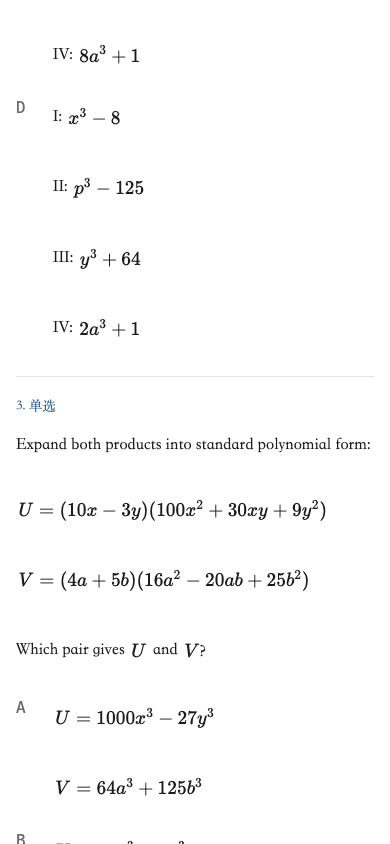 IV: 8a³ + 1
D
I: x³ − 8
II: p³ − 125
III: y³ + 64
IV: 2a³ + 1
3. 单选
Expand both products into standard polynomial form:
U = (10x − 3y)(100x² + 30xy + 9y²)
V = (4a + 5b)(16a² − 20ab + 25b²)
Which pair gives U and V?
A
U = 1000x³ − 27y³
V = 64a³ + 125b³
B